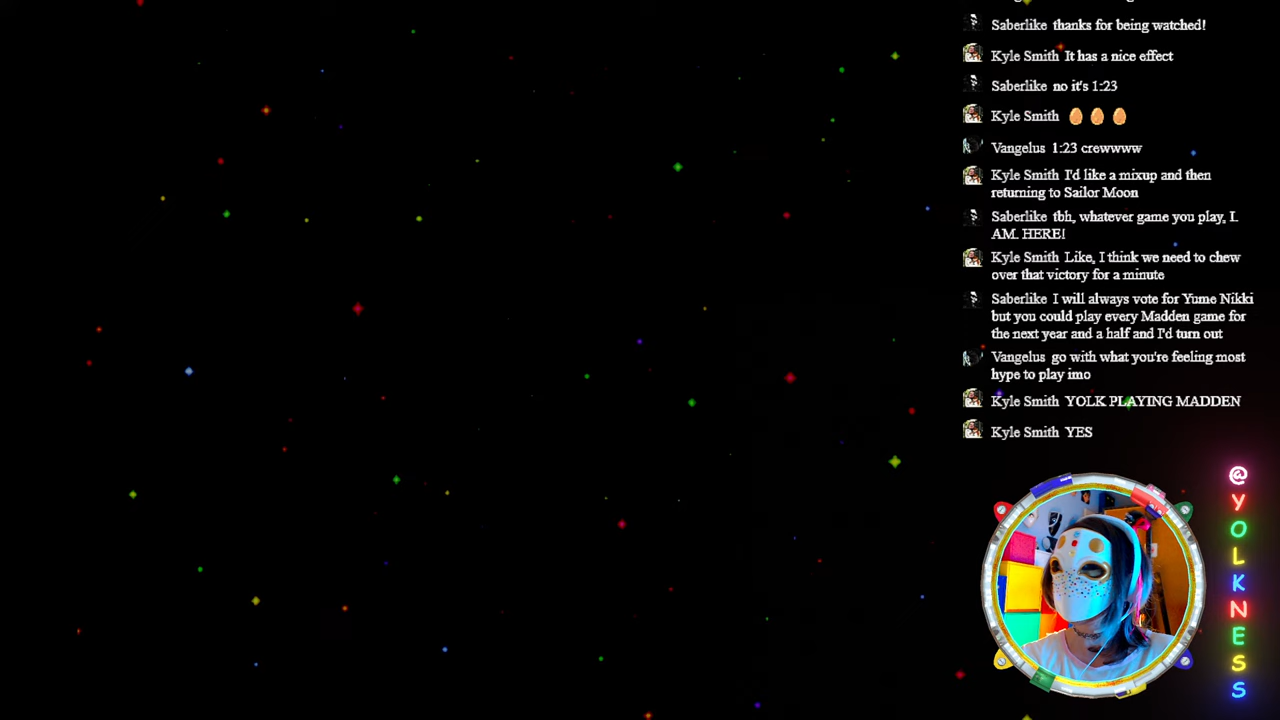 Saberlike thanks for being watched!
Kyle Smith It has a nice effect
Saberlike no it's 1:23
Kyle Smith
Vangelus 1:23 crewwww
Kyle Smith I'd like a mixup and then
returning to Sailor Moon
Saberlike tbh, whatever game you play, I.
AM. HERE!
Kyle Smith Like, I think we need to chew
over that victory for a minute
Saberlike I will always vote for Yume Nikki
but you could play every Madden game for
the next year and a half and I'd turn out
Vangelus go with what you're feeling most
hype to play imo
Kyle Smith YOLK PLAYING MADDEN
Kyle Smith YES
@YOLKNESS